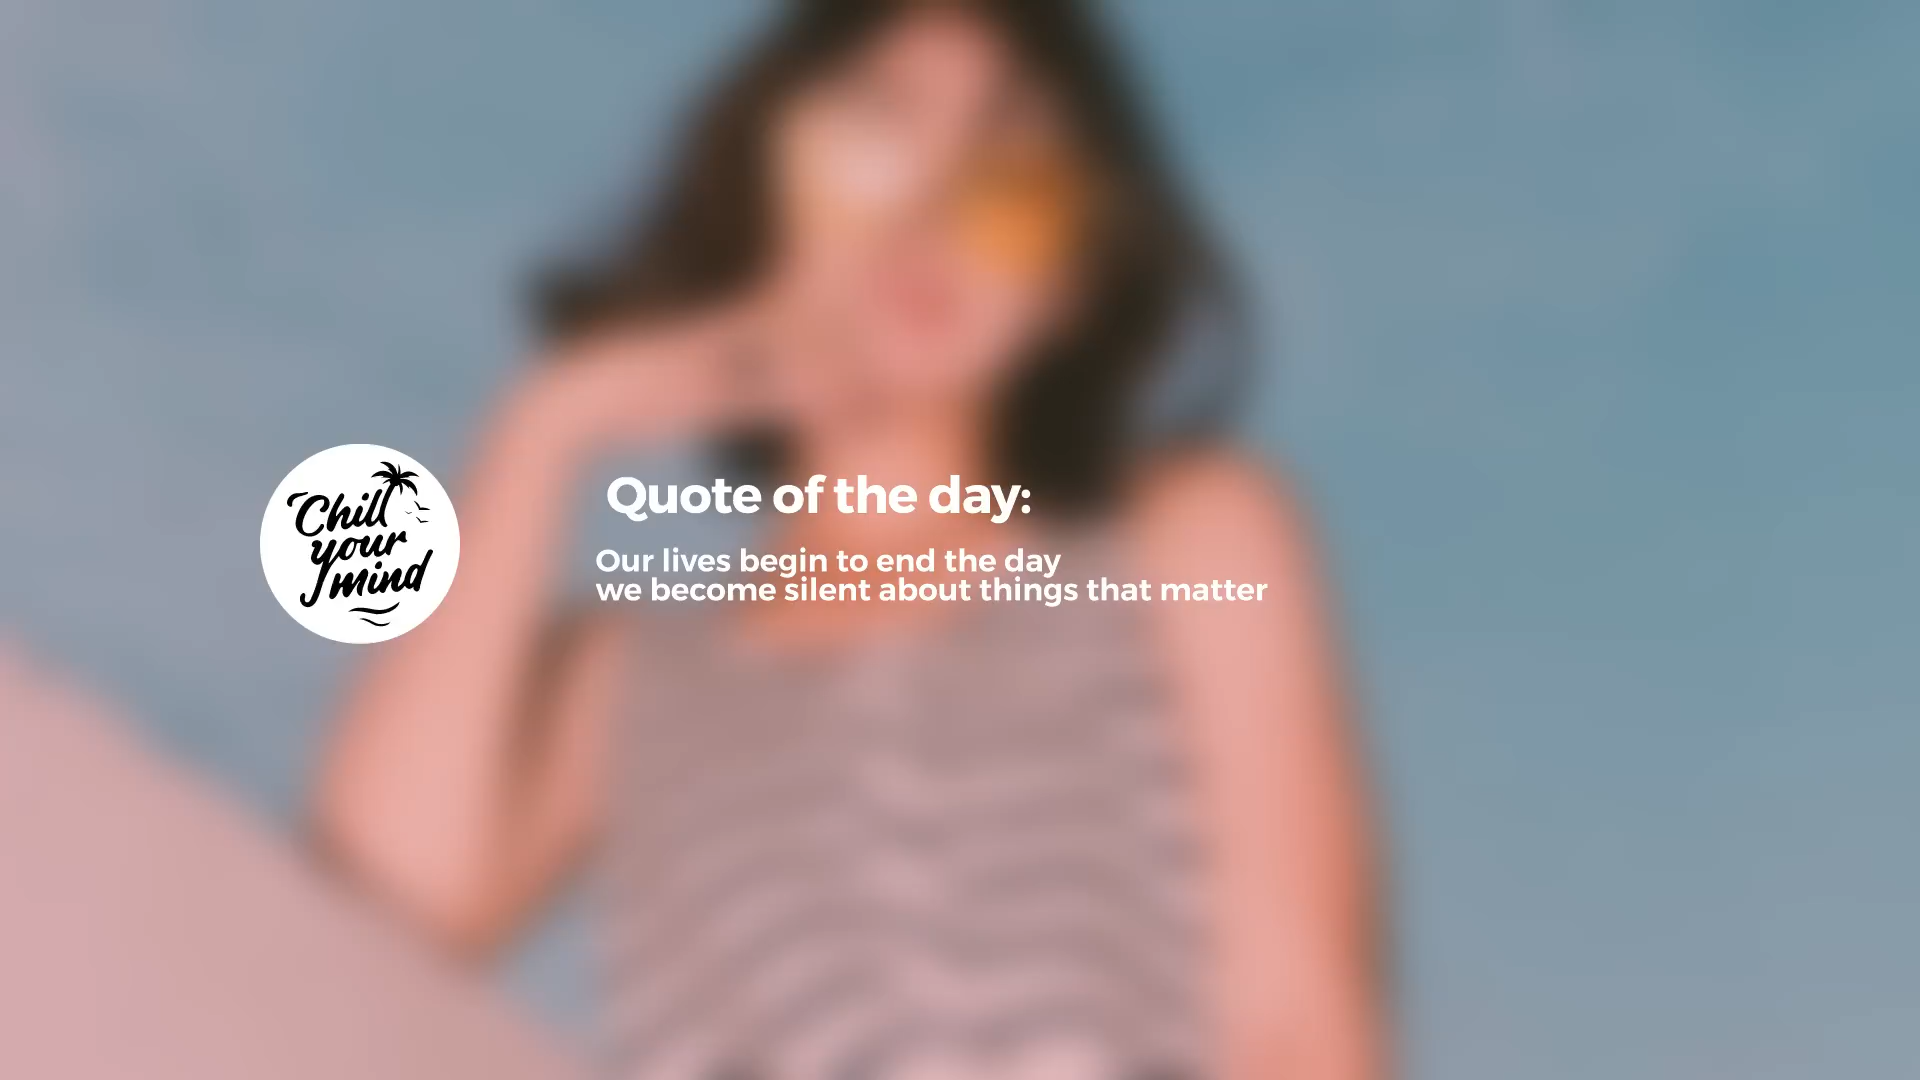 Chill
your
mind
Quote of the day:
Our lives begin to end the day
we become silent about things that matter